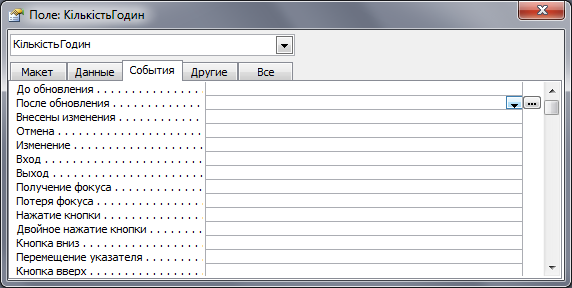 Поле: КількістьГодин
КількістьГодин
Макет Данные События Другие Все
До обновления . . . . . . . . . . . . . . .
После обновления . . . . . . . . . . . .
Внесены изменения . . . . . . . . . . .
Отмена . . . . . . . . . . . . . . . . . . . .
Изменение . . . . . . . . . . . . . . . . .
Вход . . . . . . . . . . . . . . . . . . . . . .
Выход . . . . . . . . . . . . . . . . . . . . .
Получение фокуса . . . . . . . . . . . .
Потеря фокуса . . . . . . . . . . . . . . .
Нажатие кнопки . . . . . . . . . . . . . .
Двойное нажатие кнопки . . . . . . .
Кнопка вниз . . . . . . . . . . . . . . . . .
Перемещение указателя . . . . . . . .
Кнопка вверх . . . . . . . . . . . . . . . .